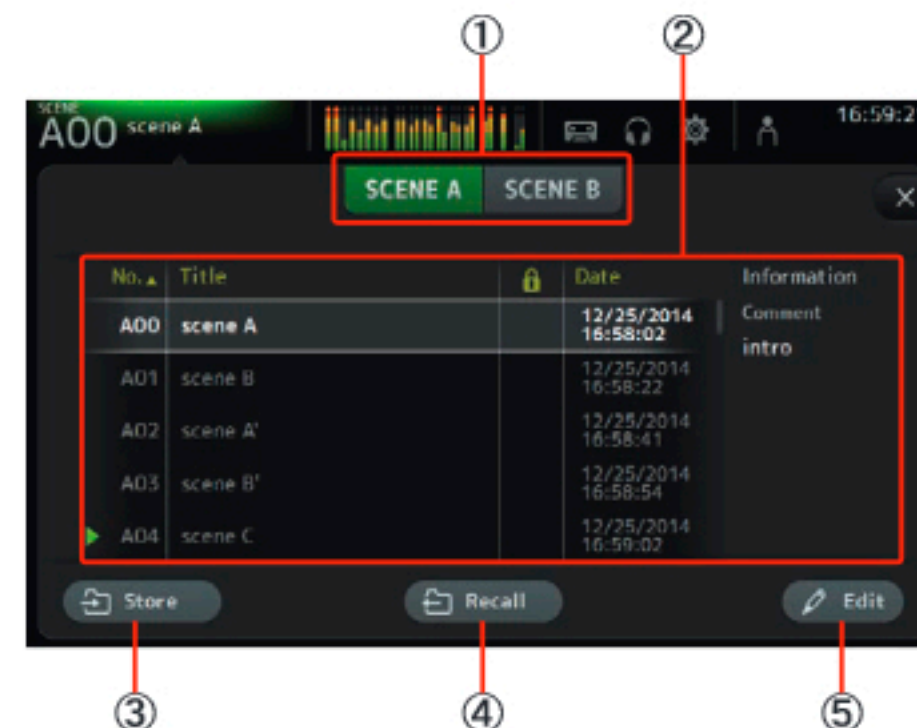 ① ②
SCENE
A00 scene A 16:59:2
SCENE A SCENE B
No. Title Date Information
A00 scene A 12/25/2014 16:58:02 Comment
intro
A01 scene B 12/25/2014 16:58:22
A02 scene A' 12/25/2014 16:58:41
A03 scene B' 12/25/2014 16:58:54
A04 scene C 12/25/2014 16:59:02
Store Recall Edit
③ ④ ⑤